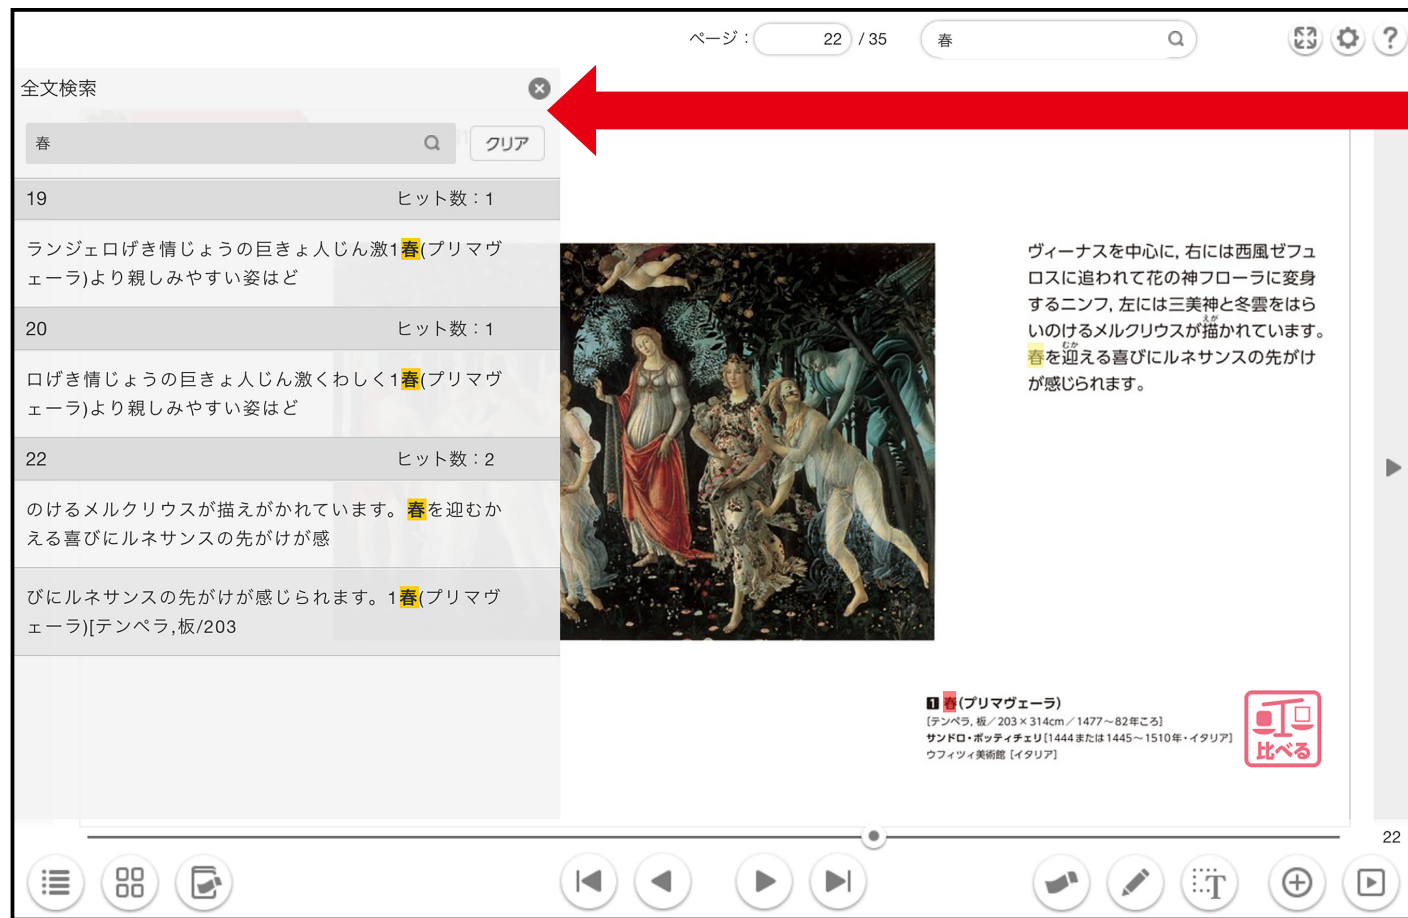 ページ： 22 / 35
春
?
全文検索
春
クリア
19 ヒット数：1
ランジェロげき情じょうの巨きょ人じん激1春(プリマヴ
ェーラ)より親しみやすい姿はど
20 ヒット数：1
ロげき情じょうの巨きょ人じん激くわしく1春(プリマヴ
ェーラ)より親しみやすい姿はど
22 ヒット数：2
のけるメルクリウスが描えがかれています。春を迎むか
える喜びにルネサンスの先がけが感
びにルネサンスの先がけが感じられます。1春(プリマヴ
ェーラ)[テンペラ,板/203
ヴィーナスを中心に, 右には西風ゼフュ
ロスに追われて花の神フローラに変身
するニンフ, 左には三美神と冬雲をはら
えが
いのけるメルクリウスが描かれています。
むか
春を迎える喜びにルネサンスの先がけ
が感じられます。
1 春(プリマヴェーラ)
[テンペラ, 板／203×314cm／1477〜82年ころ]
サンドロ・ボッティチェリ[1444または1445〜1510年・イタリア]
ウフィツィ美術館 [イタリア]
比べる
22
T